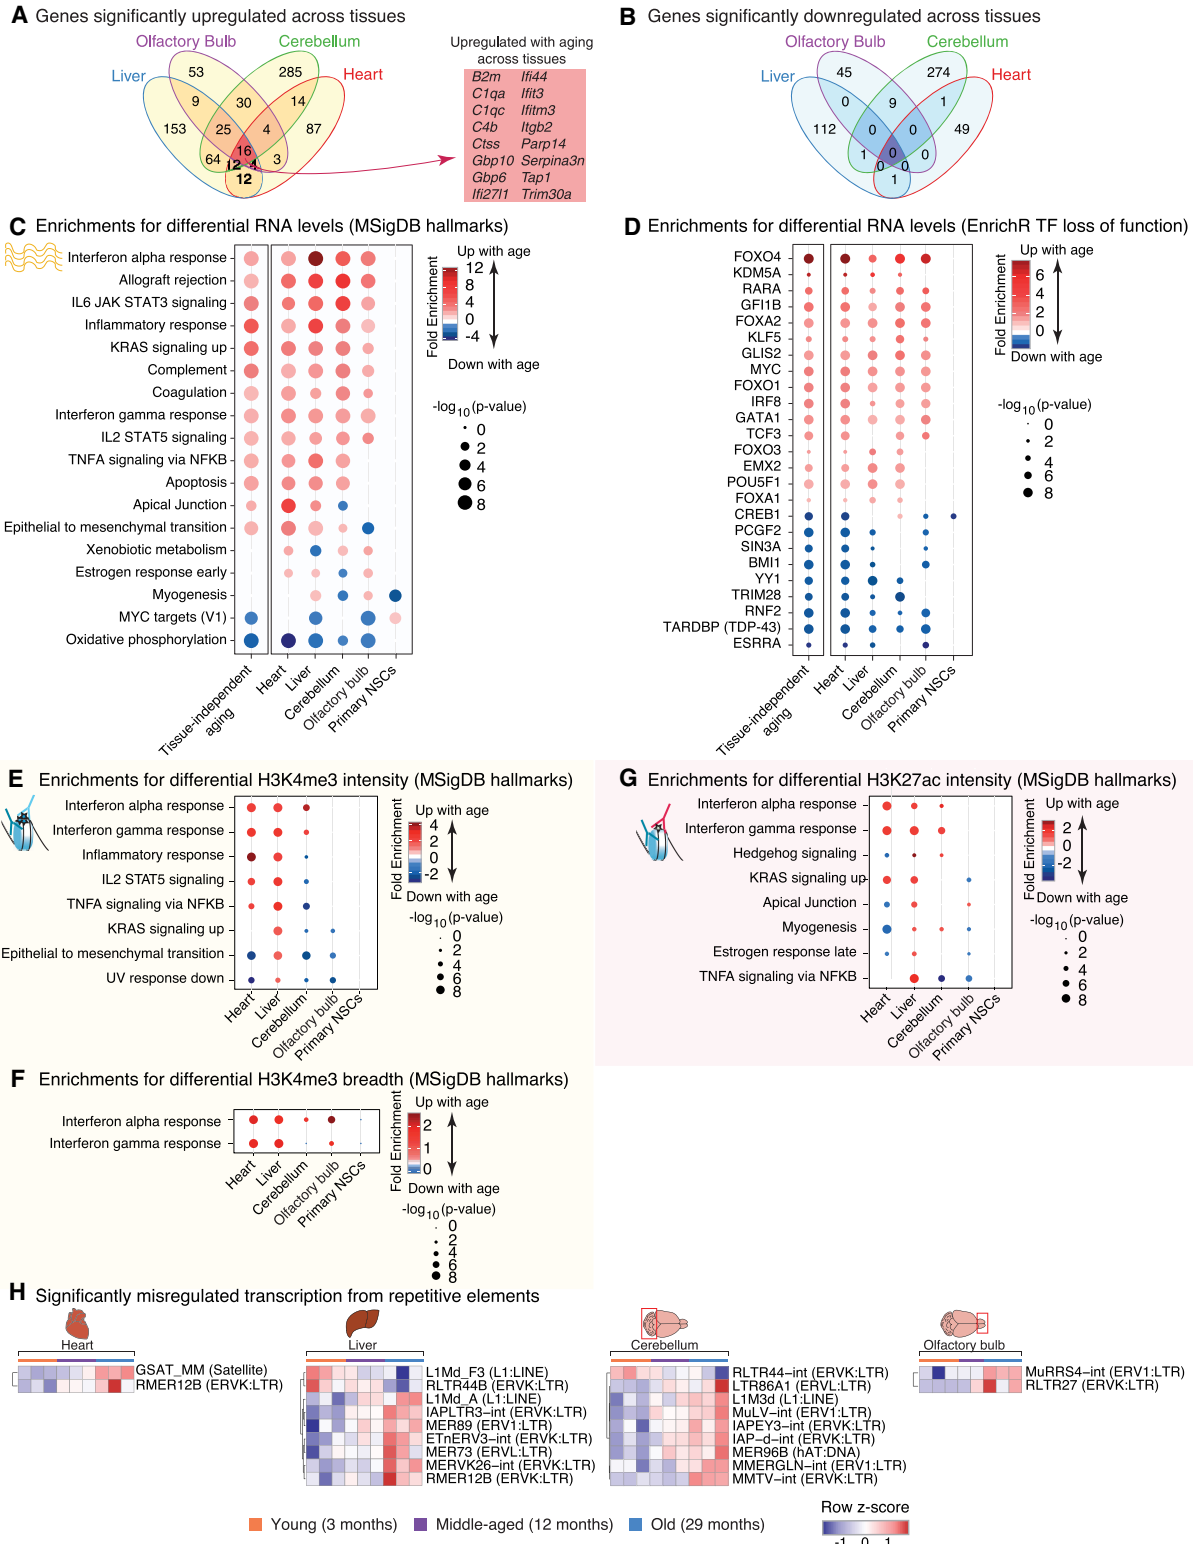 A Genes significantly upregulated across tissues
Olfactory Bulb
Cerebellum
Liver
Heart
53
285
9
30
14
153
25
4
87
16
64
12
4
3
12
Upregulated with aging
across tissues
B2m Ifi44
C1qa Ifit3
C1qc Ifitm3
C4b Itgb2
Ctss Parp14
Gbp10 Serpina3n
Gbp6 Tap1
Ifi27l1 Trim30a
B Genes significantly downregulated across tissues
Olfactory Bulb
Cerebellum
Liver
Heart
45
274
0
9
1
112
0
0
49
1
0
0
0
0
1
C Enrichments for differential RNA levels (MSigDB hallmarks)
Interferon alpha response
Allograft rejection
IL6 JAK STAT3 signaling
Inflammatory response
KRAS signaling up
Complement
Coagulation
Interferon gamma response
IL2 STAT5 signaling
TNFA signaling via NFKB
Apoptosis
Apical Junction
Epithelial to mesenchymal transition
Xenobiotic metabolism
Estrogen response early
Myogenesis
MYC targets (V1)
Oxidative phosphorylation
Tissue-independent
aging
Heart
Liver
Cerebellum
Olfactory bulb
Primary NSCs
Fold Enrichment
Up with age
12
8
4
0
-4
Down with age
-log10(p-value)
0
2
4
6
8
D Enrichments for differential RNA levels (EnrichR TF loss of function)
FOXO4
KDM5A
RARA
GFI1B
FOXA2
KLF5
GLIS2
MYC
FOXO1
IRF8
GATA1
TCF3
FOXO3
EMX2
POU5F1
FOXA1
CREB1
PCGF2
SIN3A
BMI1
YY1
TRIM28
RNF2
TARDBP (TDP-43)
ESRRA
Tissue-independent
aging
Heart
Liver
Cerebellum
Olfactory bulb
Primary NSCs
Fold Enrichment
Up with age
6
4
2
0
Down with age
-log10(p-value)
0
2
4
6
8
E Enrichments for differential H3K4me3 intensity (MSigDB hallmarks)
Interferon alpha response
Interferon gamma response
Inflammatory response
IL2 STAT5 signaling
TNFA signaling via NFKB
KRAS signaling up
Epithelial to mesenchymal transition
UV response down
Heart
Liver
Cerebellum
Olfactory bulb
Primary NSCs
Fold Enrichment
Up with age
4
2
0
-2
Down with age
-log10(p-value)
0
2
4
6
8
G Enrichments for differential H3K27ac intensity (MSigDB hallmarks)
Interferon alpha response
Interferon gamma response
Hedgehog signaling
KRAS signaling up
Apical Junction
Myogenesis
Estrogen response late
TNFA signaling via NFKB
Heart
Liver
Cerebellum
Olfactory bulb
Primary NSCs
Fold Enrichment
Up with age
2
0
-2
Down with age
-log10(p-value)
0
2
4
6
8
F Enrichments for differential H3K4me3 breadth (MSigDB hallmarks)
Interferon alpha response
Interferon gamma response
Heart
Liver
Cerebellum
Olfactory bulb
Primary NSCs
Fold Enrichment
Up with age
2
1
0
Down with age
-log10(p-value)
0
2
4
6
8
H Significantly misregulated transcription from repetitive elements
Heart
GSAT_MM (Satellite)
RMER12B (ERVK:LTR)
Liver
L1Md_F3 (L1:LINE)
RLTR44B (ERVK:LTR)
L1Md_A (L1:LINE)
IAPLTR3-int (ERVK:LTR)
MER89 (ERV1:LTR)
ETnERV3-int (ERVK:LTR)
MER73 (ERVL:LTR)
MERVK26-int (ERVK:LTR)
RMER12B (ERVK:LTR)
Cerebellum
RLTR44-int (ERVK:LTR)
LTR86A1 (ERVL:LTR)
L1M3d (L1:LINE)
MuLV-int (ERV1:LTR)
IAPEY3-int (ERVK:LTR)
IAP-d-int (ERVK:LTR)
MER96B (hAT:DNA)
MMERGLN-int (ERV1:LTR)
MMTV-int (ERVK:LTR)
Olfactory bulb
MuRRS4-int (ERV1:LTR)
RLTR27 (ERVK:LTR)
Young (3 months)
Middle-aged (12 months)
Old (29 months)
Row z-score
-1 0 1